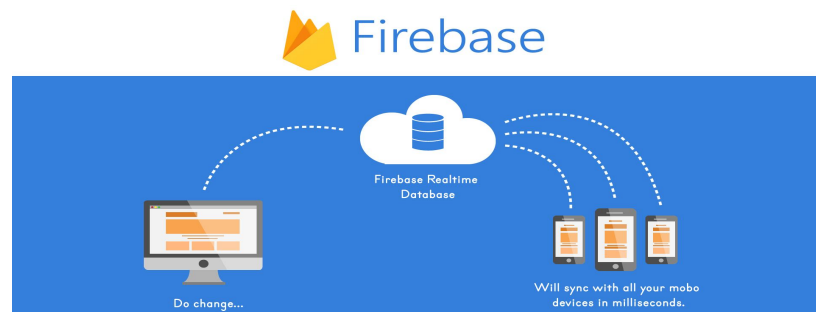 Firebase
Firebase Realtime
Database
Do change...
Will sync with all your mobo
devices in milliseconds.